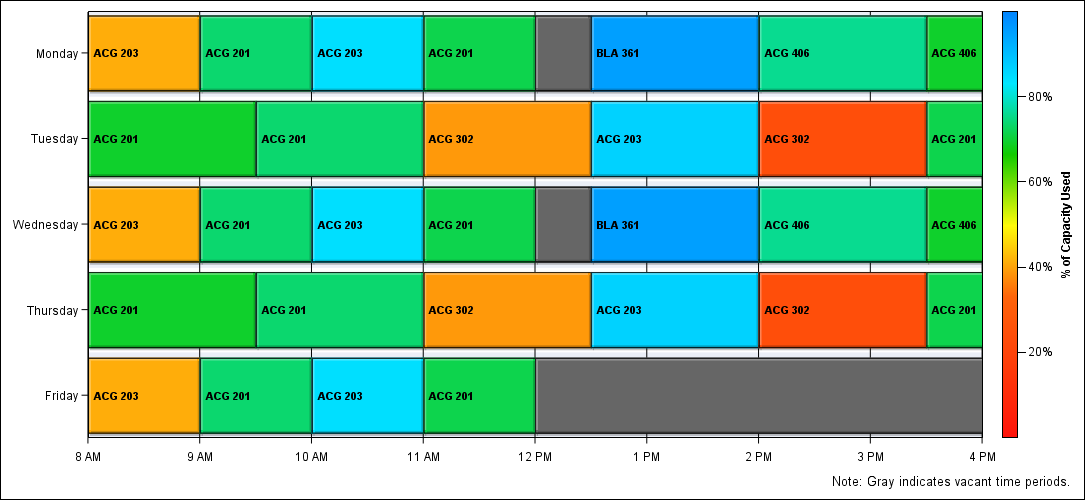 Monday ACG 203 ACG 201 ACG 203 ACG 201 BLA 361 ACG 406 ACG 406
80%
Tuesday ACG 201 ACG 201 ACG 302 ACG 203 ACG 302 ACG 201
60%
Wednesday ACG 203 ACG 201 ACG 203 ACG 201 BLA 361 ACG 406 ACG 406
% of Capacity Used
40%
Thursday ACG 201 ACG 201 ACG 302 ACG 203 ACG 302 ACG 201
20%
Friday ACG 203 ACG 201 ACG 203 ACG 201
8 AM 9 AM 10 AM 11 AM 12 PM 1 PM 2 PM 3 PM 4 PM
Note: Gray indicates vacant time periods.